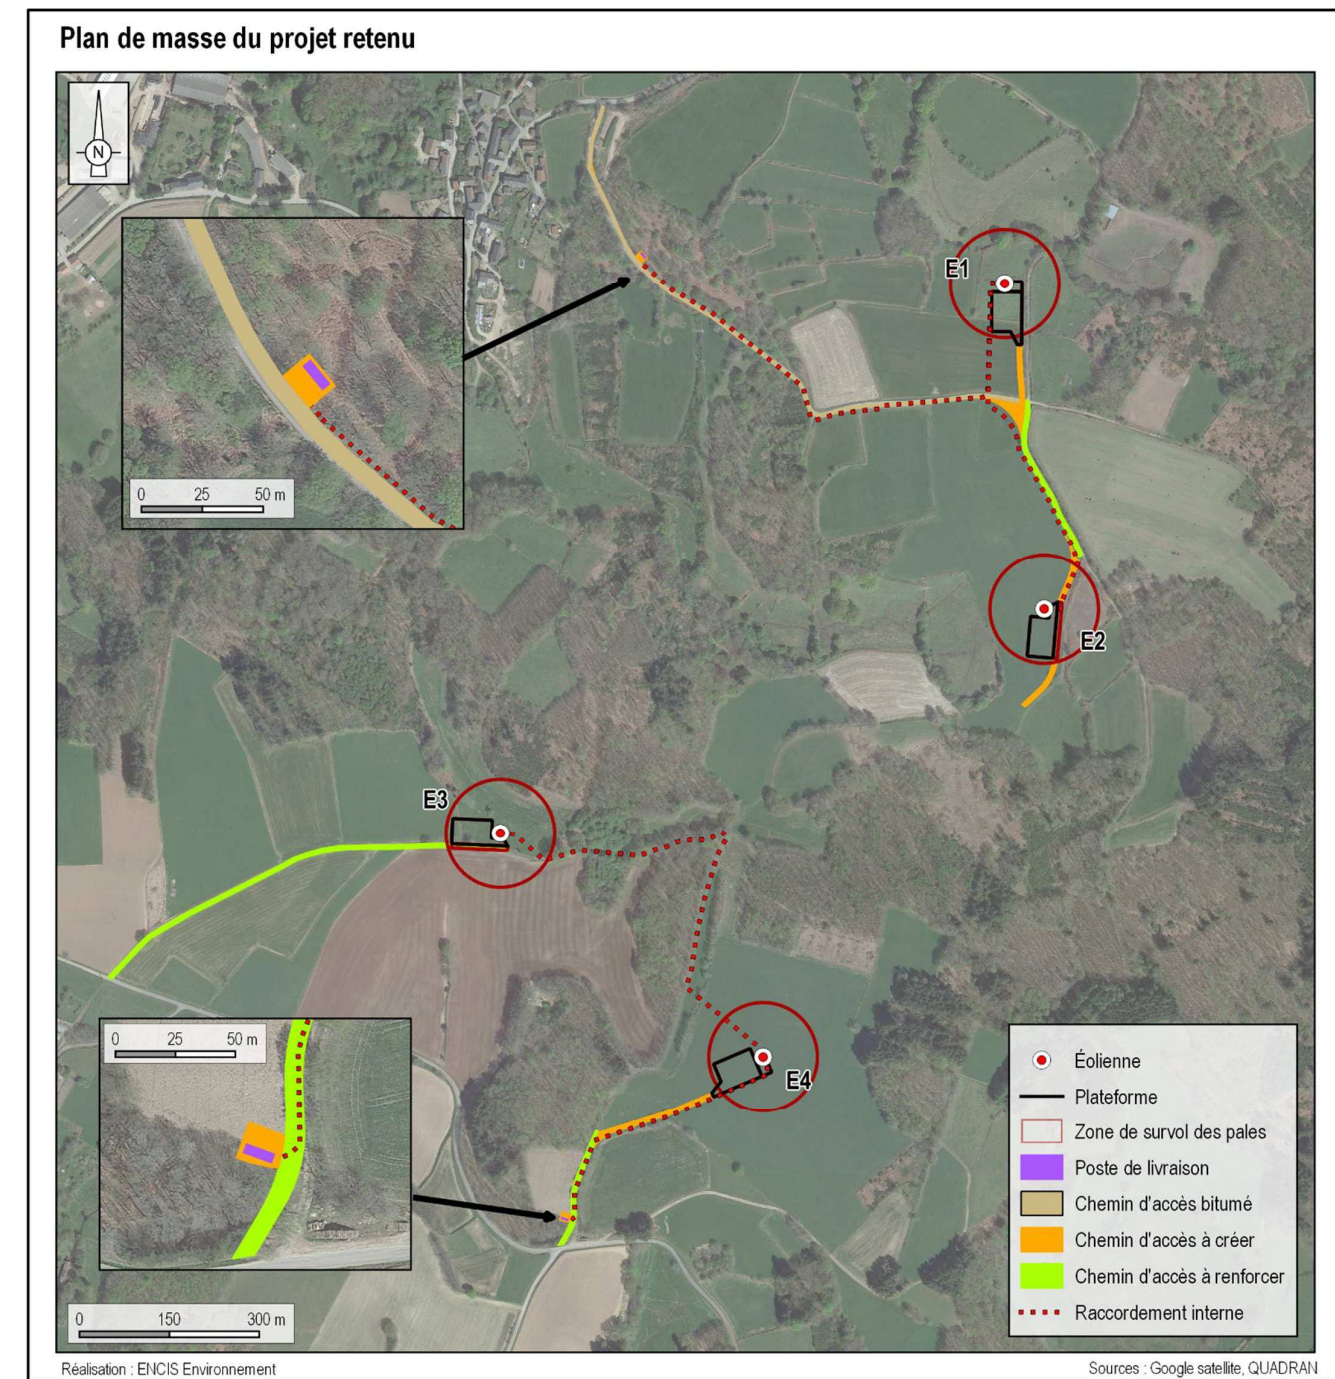 Plan de masse du projet retenu
N
E1
0 25 50 m
E2
E3
0 25 50 m
E4
Éolienne
Plateforme
Zone de survol des pales
Poste de livraison
Chemin d'accès bitumé
Chemin d'accès à créer
Chemin d'accès à renforcer
Raccordement interne
0 150 300 m
Réalisation : ENCIS Environnement
Sources : Google satellite, QUADRAN